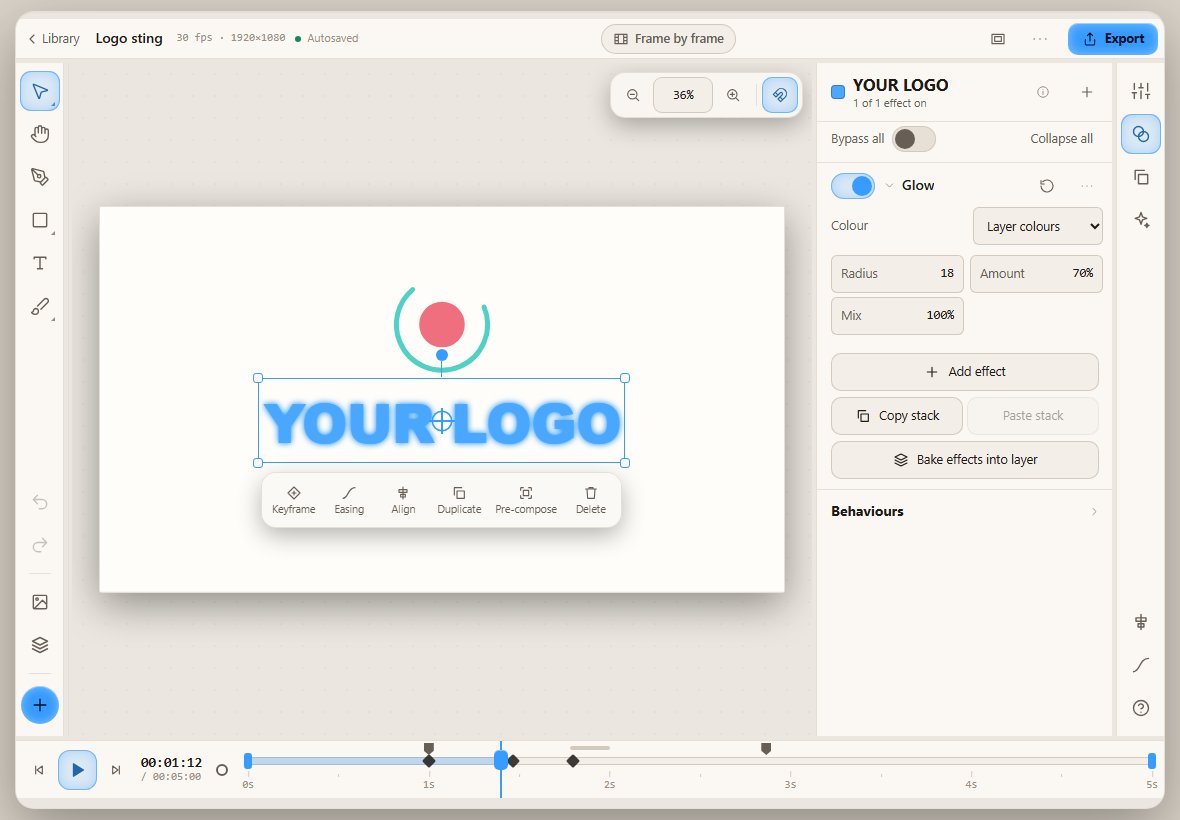 Library
Logo sting
30 fps · 1920×1080
Autosaved
Frame by frame
Export
36%
YOUR LOGO
1 of 1 effect on
Bypass all
Collapse all
Glow
Colour
Layer colours
Radius 18
Amount 70%
Mix 100%
Add effect
Copy stack
Paste stack
Bake effects into layer
Behaviours
YOUR LOGO
Keyframe
Easing
Align
Duplicate
Pre-compose
Delete
00:01:12
/ 00:05:00
0s
1s
2s
3s
4s
5s